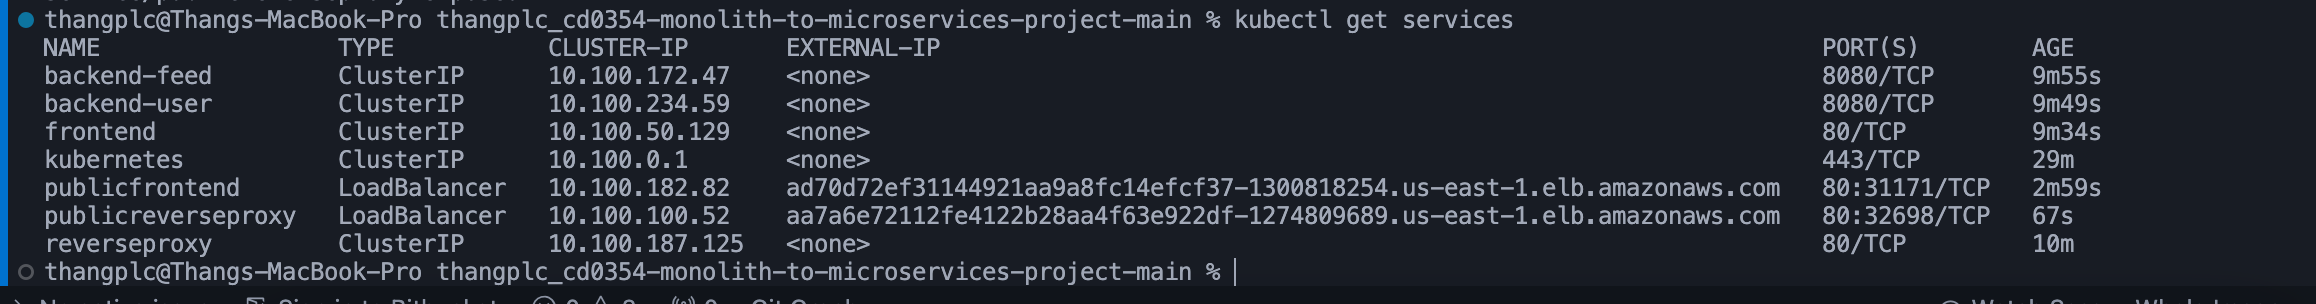 thangplc@Thangs-MacBook-Pro thangplc_cd0354-monolith-to-microservices-project-main % kubectl get services
NAME TYPE CLUSTER-IP EXTERNAL-IP PORT(S) AGE
backend-feed ClusterIP 10.100.172.47 <none> 8080/TCP 9m55s
backend-user ClusterIP 10.100.234.59 <none> 8080/TCP 9m49s
frontend ClusterIP 10.100.50.129 <none> 80/TCP 9m34s
kubernetes ClusterIP 10.100.0.1 <none> 443/TCP 29m
publicfrontend LoadBalancer 10.100.182.82 ad70d72ef31144921aa9a8fc14efcf37-1300818254.us-east-1.elb.amazonaws.com 80:31171/TCP 2m59s
publicreverseproxy LoadBalancer 10.100.100.52 aa7a6e72112fe4122b28aa4f63e922df-1274809689.us-east-1.elb.amazonaws.com 80:32698/TCP 67s
reverseproxy ClusterIP 10.100.187.125 <none> 80/TCP 10m
thangplc@Thangs-MacBook-Pro thangplc_cd0354-monolith-to-microservices-project-main %